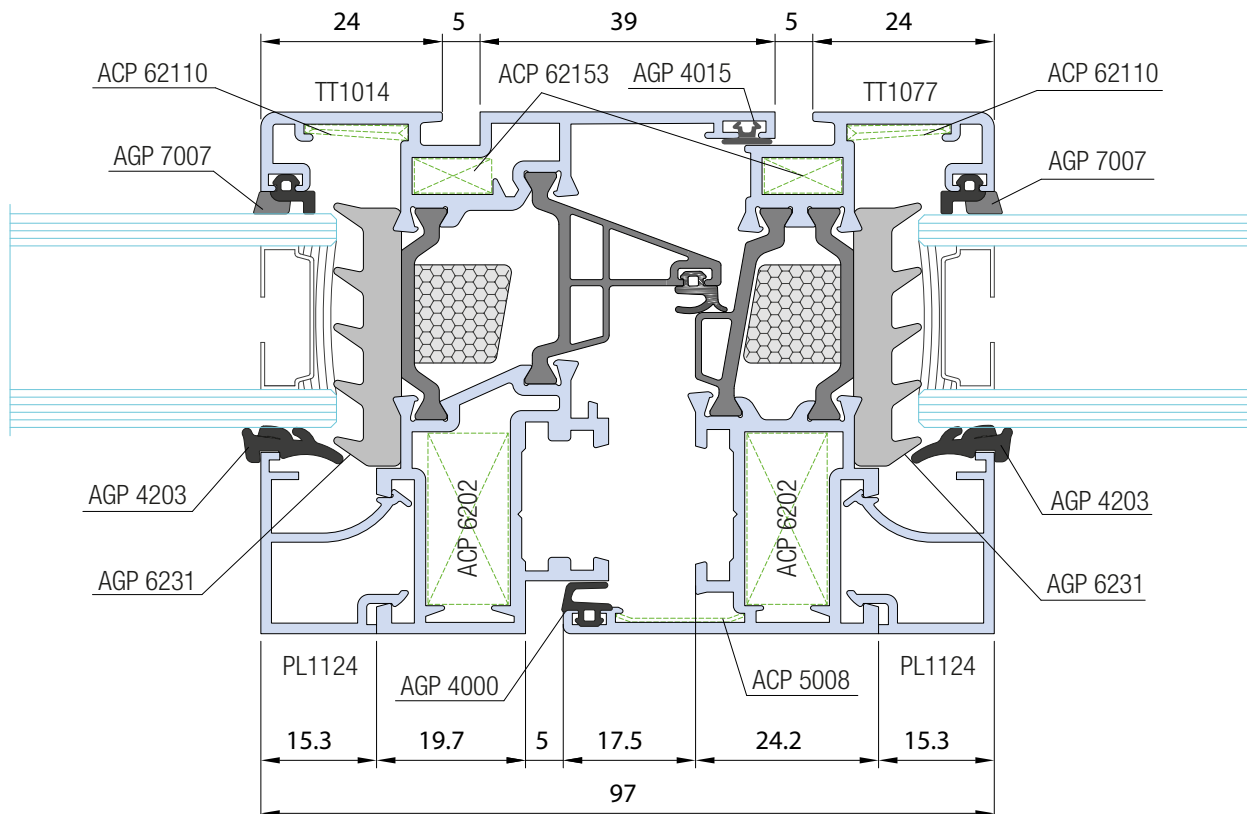 24 5 39 5 24
ACP 62110
TT1014
ACP 62153
AGP 4015
TT1077
ACP 62110
AGP 7007
AGP 7007
AGP 4203
ACP 6202
ACP 6202
AGP 4203
AGP 6231
AGP 6231
PL1124
AGP 4000
ACP 5008
PL1124
15.3 19.7 5 17.5 24.2 15.3
97